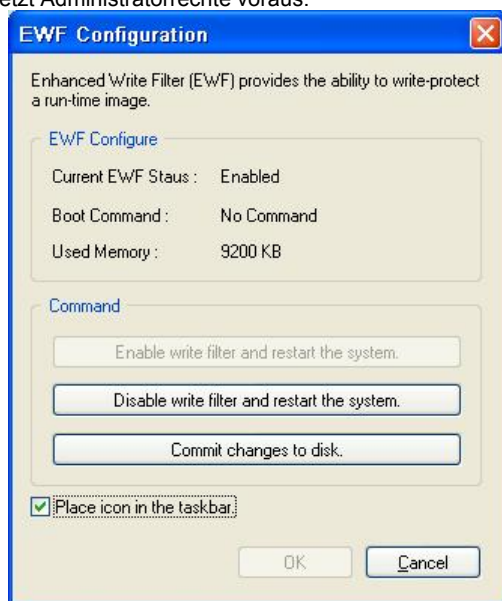 etzt Administratorrechte voraus.
EWF Configuration
Enhanced Write Filter (EWF) provides the ability to write-protect
a run-time image.
EWF Configure
Current EWF Staus : Enabled
Boot Command : No Command
Used Memory : 9200 KB
Command
Enable write filter and restart the system.
Disable write filter and restart the system.
Commit changes to disk.
Place icon in the taskbar.
OK Cancel